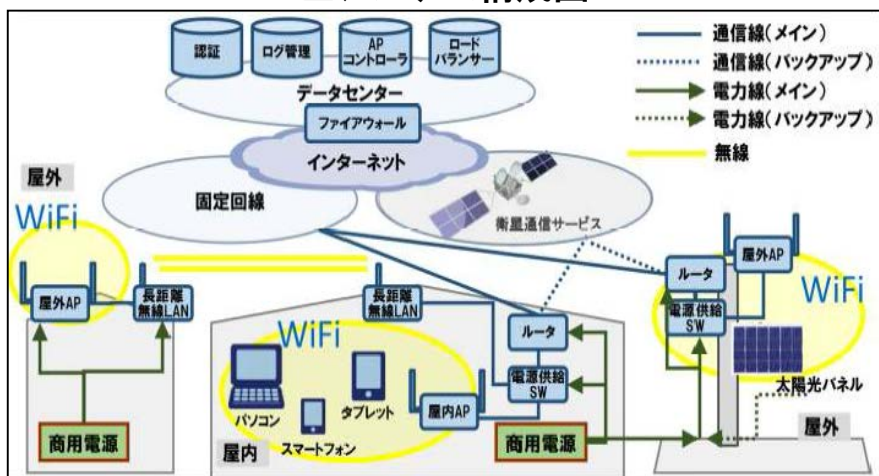 認証
ログ管理
AP
コントローラ
ロード
バランサー
データセンター
ファイアウォール
インターネット
固定回線
衛星通信サービス
通信線(メイン)
通信線(バックアップ)
電力線(メイン)
電力線(バックアップ)
無線
屋外
WiFi
屋外AP
長距離
無線LAN
商用電源
長距離
無線LAN
WiFi
パソコン
タブレット
スマートフォン
屋内AP
ルータ
電源供給
SW
屋内
商用電源
ルータ
屋外AP
電源供給
SW
WiFi
太陽光パネル
屋外